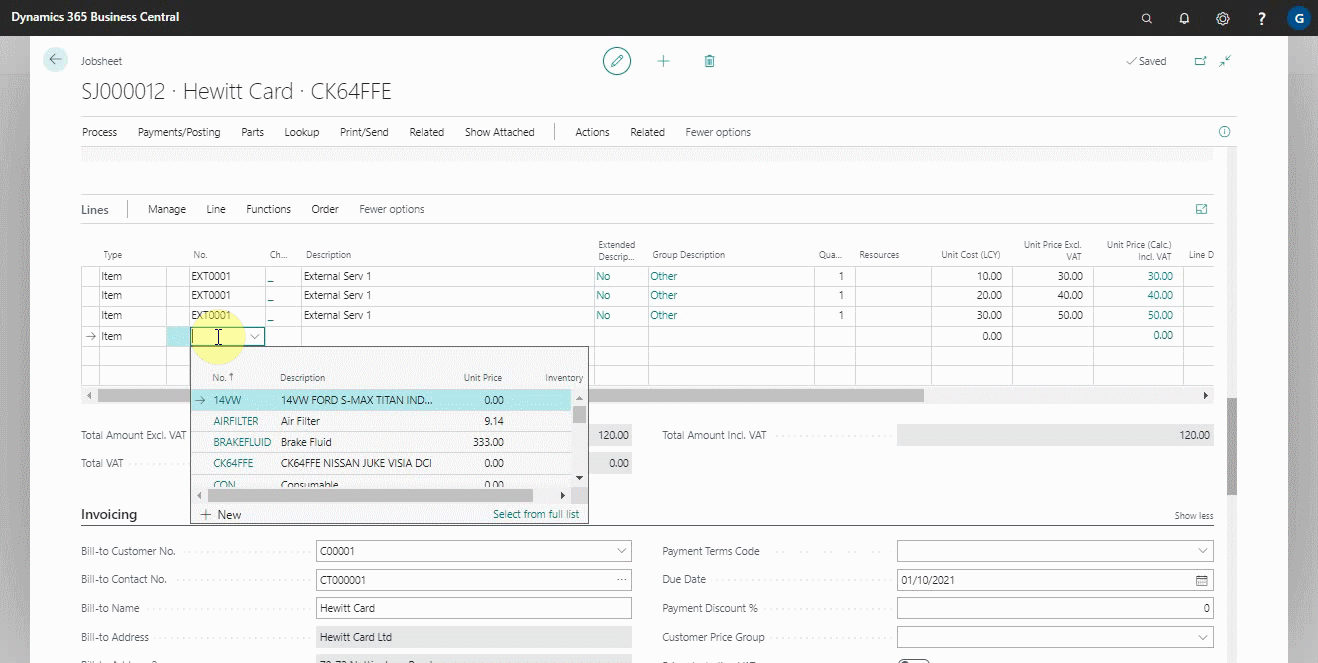 Dynamics 365 Business Central
?
G
Jobsheet
Saved
SJ000012 · Hewitt Card · CK64FFE
Process Payments/Posting Parts Lookup Print/Send Related Show Attached Actions Related Fewer options
Lines Manage Line Functions Order Fewer options
Type No. Ch... Description Extended Descrip... Group Description Qua... Resources Unit Cost (LCY) Unit Price Excl. VAT Unit Price (Calc.) Incl. VAT Line D
Item EXT0001 _ External Serv 1 No Other 1 10.00 30.00 30.00
Item EXT0001 _ External Serv 1 No Other 1 20.00 40.00 40.00
Item EXT0001 _ External Serv 1 No Other 1 30.00 50.00 50.00
Item 0.00 0.00
No. ↑ Description Unit Price Inventory
14VW 14VW FORD S-MAX TITAN IND... 0.00
AIRFILTER Air Filter 9.14
BRAKEFLUID Brake Fluid 333.00
CK64FFE CK64FFE NISSAN JUKE VISIA DCI 0.00
CON Consumable 0.00
+ New Select from full list
Total Amount Excl. VAT 120.00 Total Amount Incl. VAT 120.00
Total VAT 0.00
Invoicing Show less
Bill-to Customer No. C00001 Payment Terms Code
Bill-to Contact No. CT000001 ... Due Date 01/10/2021
Bill-to Name Hewitt Card Payment Discount % 0
Bill-to Address Hewitt Card Ltd Customer Price Group